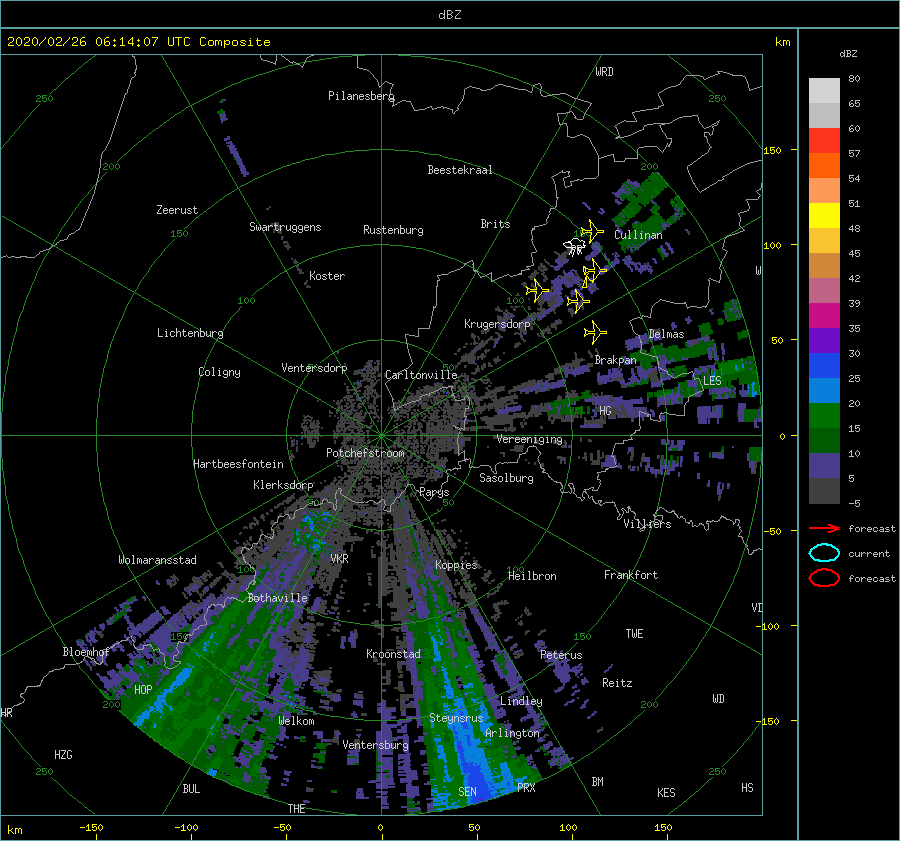 dBZ
2020/02/26 06:14:07 UTC Composite
km
dBZ
WRD
250
Pilanesberg
250
80
65
60
57
54
51
48
45
42
39
35
30
25
20
15
10
5
-5
150
200
Beestekraal
200
Zeerust
150
Swartruggens
Rustenburg
Brits
150
Cullinan
100
Koster
W
100
100
Krugersdorp
Lichtenburg
Delmas
50
Coligny
Ventersdorp
Carltonville
Brakpan
LES
HG
Potchefstroom
Vereeniging
0
Hartbeesfontein
Klerksdorp
Parys
Sasolburg
50
50
Villiers
-50
forecast
current
forecast
Wolmaransstad
VKR
Koppies
100
100
Heilbron
Frankfort
Bothaville
VD
-100
150
150
TWE
Bloemhof
Kroonstad
Petrus
HOP
Reitz
HR
200
Lindley
200
WD
Welkom
Steynsrus
-150
Arlington
HZG
Ventersburg
250
250
BUL
SEN
PRX
BM
KES
HS
THE
km
-150
-100
-50
0
50
100
150